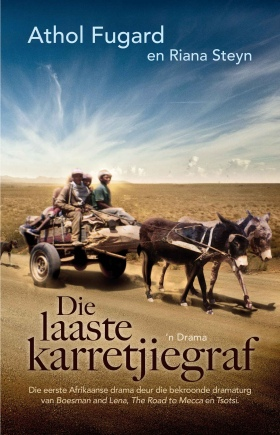 Athol Fugard
en Riana Steyn
Die
laaste
'n Drama
karretjiegraf
Die eerste Afrikaanse drama deur die bekroonde dramaturg
van Boesman and Lena, The Road to Mecca en Tsotsi.